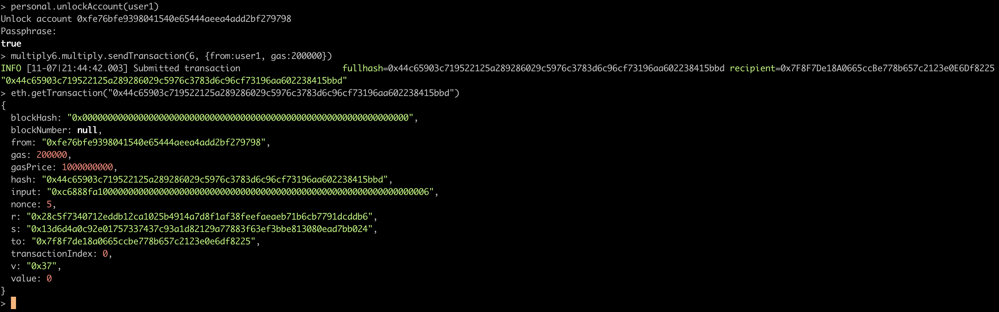 > personal.unlockAccount(user1)
Unlock account 0xfe76bfe9398041540e65444aeea4add2bf279798
Passphrase:
true
> multiply6.multiply.sendTransaction(6, {from:user1, gas:200000})
INFO [11-07|21:44:42.003] Submitted transaction                    fullhash=0x44c65903c719522125a289286029c5976c3783d6c96cf73196aa602238415bbd recipient=0x7F8F7De18A0665ccBe778b657c2123e0E6Df8225
"0x44c65903c719522125a289286029c5976c3783d6c96cf73196aa602238415bbd"
> eth.getTransaction("0x44c65903c719522125a289286029c5976c3783d6c96cf73196aa602238415bbd")
{
  blockHash: "0x0000000000000000000000000000000000000000000000000000000000000000",
  blockNumber: null,
  from: "0xfe76bfe9398041540e65444aeea4add2bf279798",
  gas: 200000,
  gasPrice: 1000000000,
  hash: "0x44c65903c719522125a289286029c5976c3783d6c96cf73196aa602238415bbd",
  input: "0xc6888fa10000000000000000000000000000000000000000000000000000000000000006",
  nonce: 5,
  r: "0x28c5f7340712eddb12ca1025b4914a7d8f1af38feefaeaeb71b6cb7791dcddb6",
  s: "0x13d6d4a0c92e01757337437c93a1d82129a77883f63ef3bbe813080ead7bb024",
  to: "0x7f8f7de18a0665ccbe778b657c2123e0e6df8225",
  transactionIndex: 0,
  v: "0x37",
  value: 0
}
>